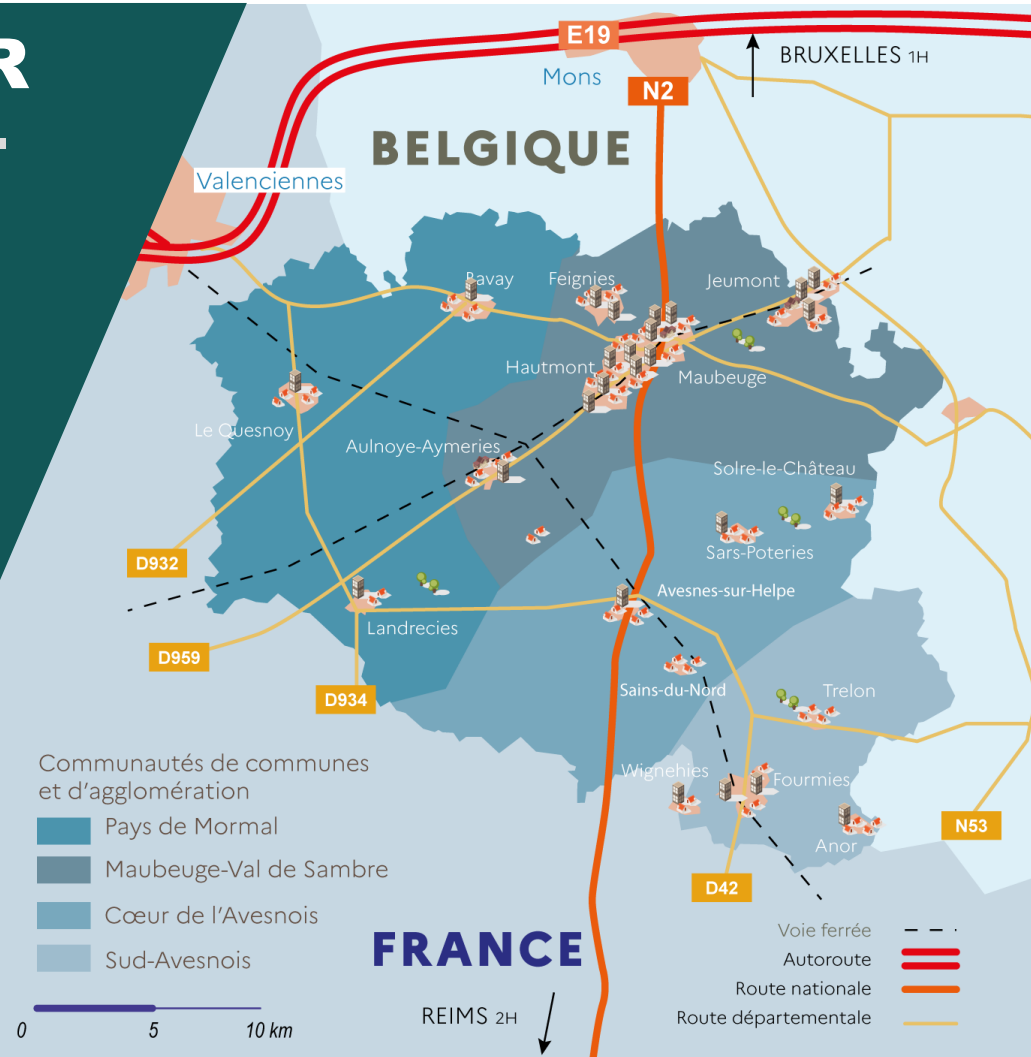 R
E19
BRUXELLES 1H
Mons
N2
BELGIQUE
Valenciennes
Bavay
Feignies
Jeumont
Hautmont
Maubeuge
Le Quesnoy
Aulnoye-Aymeries
Solre-le-Château
Sars-Poteries
D932
Avesnes-sur-Helpe
Landrecies
D959
D934
Sains-du-Nord
Trelon
Wignehies
Fourmies
Anor
N53
D42
Communautés de communes
et d'agglomération
Pays de Mormal
Maubeuge-Val de Sambre
Cœur de l'Avesnois
Sud-Avesnois
0 5 10 km
FRANCE
REIMS 2H
Voie ferrée
Autoroute
Route nationale
Route départementale